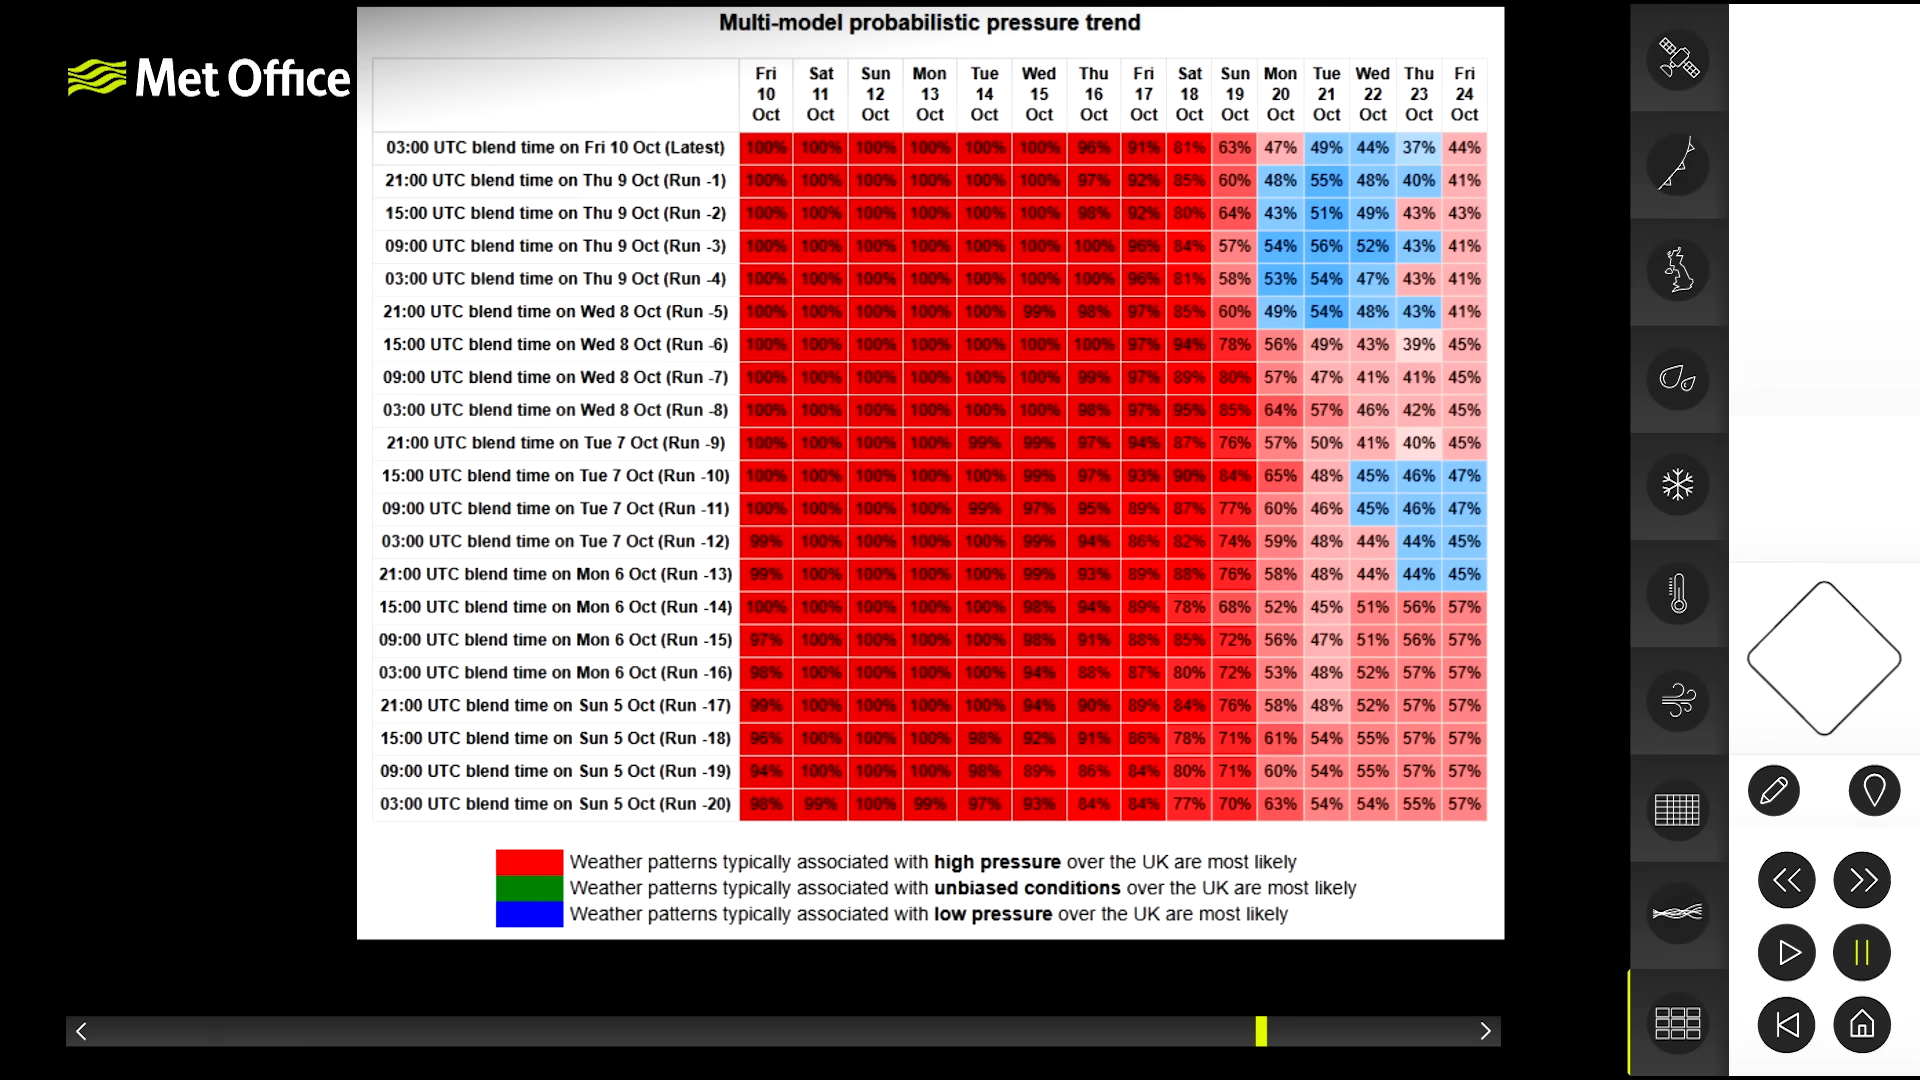 Multi-model probabilistic pressure trend
Met Office
Fri 10 Oct Sat 11 Oct Sun 12 Oct Mon 13 Oct Tue 14 Oct Wed 15 Oct Thu 16 Oct Fri 17 Oct Sat 18 Oct Sun 19 Oct Mon 20 Oct Tue 21 Oct Wed 22 Oct Thu 23 Oct Fri 24 Oct
03:00 UTC blend time on Fri 10 Oct (Latest) 100% 100% 100% 100% 100% 100% 96% 91% 81% 63% 47% 49% 44% 37% 44%
21:00 UTC blend time on Thu 9 Oct (Run -1) 100% 100% 100% 100% 100% 100% 97% 92% 85% 60% 48% 55% 48% 40% 41%
15:00 UTC blend time on Thu 9 Oct (Run -2) 100% 100% 100% 100% 100% 100% 98% 92% 80% 64% 43% 51% 49% 43% 43%
09:00 UTC blend time on Thu 9 Oct (Run -3) 100% 100% 100% 100% 100% 100% 100% 96% 84% 57% 54% 56% 52% 43% 41%
03:00 UTC blend time on Thu 9 Oct (Run -4) 100% 100% 100% 100% 100% 100% 100% 96% 81% 58% 53% 54% 47% 43% 41%
21:00 UTC blend time on Wed 8 Oct (Run -5) 100% 100% 100% 100% 100% 99% 98% 97% 85% 60% 49% 54% 48% 43% 41%
15:00 UTC blend time on Wed 8 Oct (Run -6) 100% 100% 100% 100% 100% 100% 100% 97% 94% 78% 56% 49% 43% 39% 45%
09:00 UTC blend time on Wed 8 Oct (Run -7) 100% 100% 100% 100% 100% 100% 99% 97% 89% 80% 57% 47% 41% 41% 45%
03:00 UTC blend time on Wed 8 Oct (Run -8) 100% 100% 100% 100% 100% 100% 98% 97% 95% 85% 64% 57% 46% 42% 45%
21:00 UTC blend time on Tue 7 Oct (Run -9) 100% 100% 100% 100% 99% 99% 97% 94% 87% 76% 57% 50% 41% 40% 45%
15:00 UTC blend time on Tue 7 Oct (Run -10) 100% 100% 100% 100% 100% 99% 97% 93% 90% 84% 65% 48% 45% 46% 47%
09:00 UTC blend time on Tue 7 Oct (Run -11) 100% 100% 100% 100% 99% 97% 95% 89% 87% 77% 60% 46% 45% 46% 47%
03:00 UTC blend time on Tue 7 Oct (Run -12) 99% 100% 100% 100% 100% 99% 94% 86% 82% 74% 59% 48% 44% 44% 45%
21:00 UTC blend time on Mon 6 Oct (Run -13) 99% 100% 100% 100% 100% 99% 93% 89% 88% 76% 58% 48% 44% 44% 45%
15:00 UTC blend time on Mon 6 Oct (Run -14) 100% 100% 100% 100% 100% 98% 94% 89% 78% 68% 52% 45% 51% 56% 57%
09:00 UTC blend time on Mon 6 Oct (Run -15) 97% 100% 100% 100% 100% 98% 91% 88% 85% 72% 56% 47% 51% 56% 57%
03:00 UTC blend time on Mon 6 Oct (Run -16) 98% 100% 100% 100% 100% 94% 88% 87% 80% 72% 53% 48% 52% 57% 57%
21:00 UTC blend time on Sun 5 Oct (Run -17) 99% 100% 100% 100% 100% 94% 90% 89% 84% 76% 58% 48% 52% 57% 57%
15:00 UTC blend time on Sun 5 Oct (Run -18) 96% 100% 100% 100% 98% 92% 91% 86% 78% 71% 61% 54% 55% 57% 57%
09:00 UTC blend time on Sun 5 Oct (Run -19) 94% 100% 100% 100% 98% 89% 86% 84% 80% 71% 60% 54% 55% 57% 57%
03:00 UTC blend time on Sun 5 Oct (Run -20) 98% 99% 100% 99% 97% 93% 84% 84% 77% 70% 63% 54% 54% 55% 57%
Weather patterns typically associated with high pressure over the UK are most likely
Weather patterns typically associated with unbiased conditions over the UK are most likely
Weather patterns typically associated with low pressure over the UK are most likely